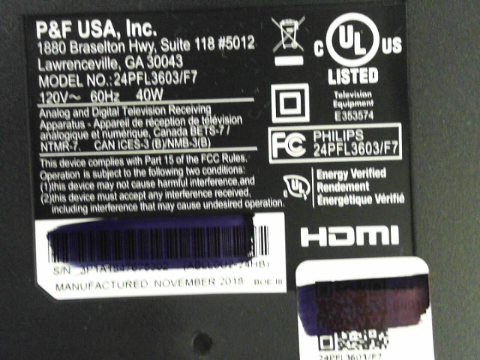 P&F USA, Inc.
1880 Braselton Hwy, Suite 118 #5012
Lawrenceville, GA 30043
MODEL NO.: 24PFL3603/F7
120V~ 60Hz 40W
Analog and Digital Television Receiving
Apparatus - Appareil de réception de télévision
analogique et numérique, Canada BETS-7 /
NTMR-7. CAN ICES-3 (B)/NMB-3(B)
This device complies with Part 15 of the FCC Rules.
Operation is subject to the following two conditions:
(1)this device may not cause harmful interference,and
(2)this device must accept any interference received,
including interference that may cause undesired operation.
S/N
MANUFACTURED NOVEMBER 2018 BOE III
C UL US
LISTED
Television
Equipment
E353574
FC PHILIPS
24PFL3603/F7
UL
Energy Verified
Rendement
Énergétique Vérifié
HDMI
24PFL3603/F7